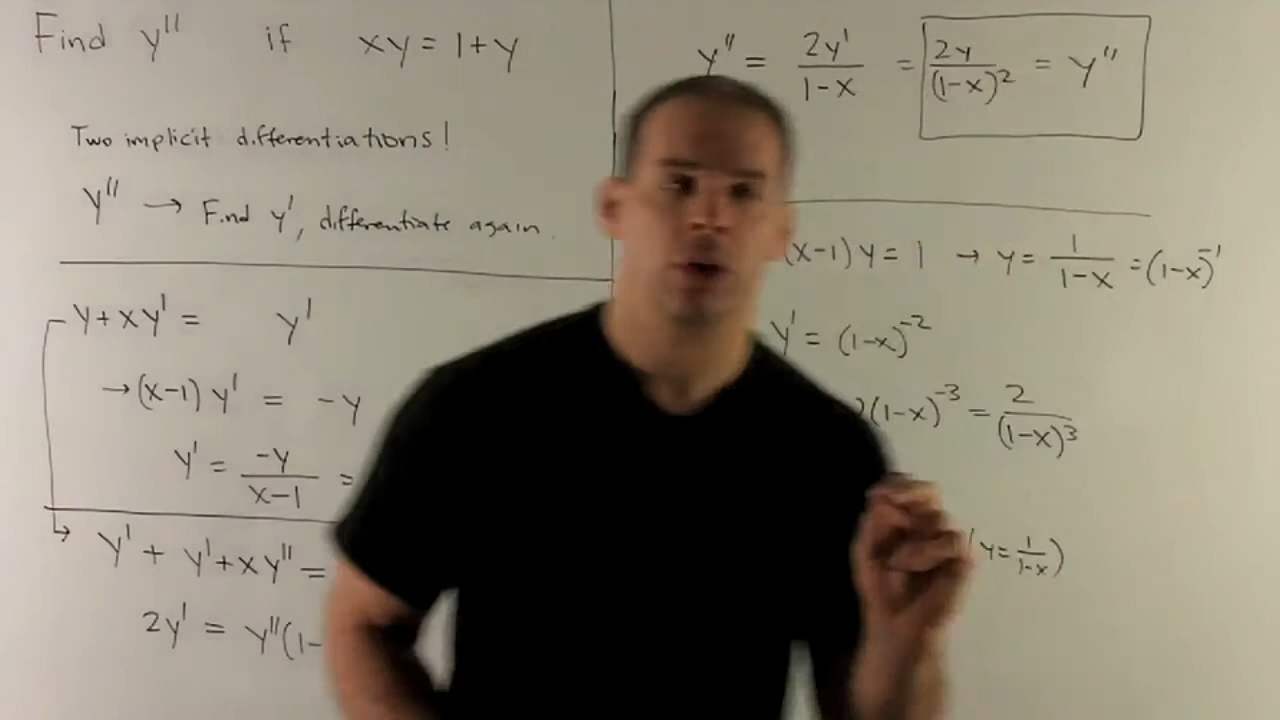 Find y'' if xy = 1+y
Two implicit differentiations!
y'' → Find y', differentiate again.
y + xy' = y'
→ (x-1) y' = -y
y' = -y/(x-1) =
y' + y' + xy'' =
2y' = y''(1-
y'' = 2y'/(1-x) = 2y/(1-x)² = y''
(x-1) y = 1 → y = 1/(1-x) = (1-x)⁻¹
y' = (1-x)⁻²
2(1-x)⁻³ = 2/(1-x)³
(y = 1/(1-x))